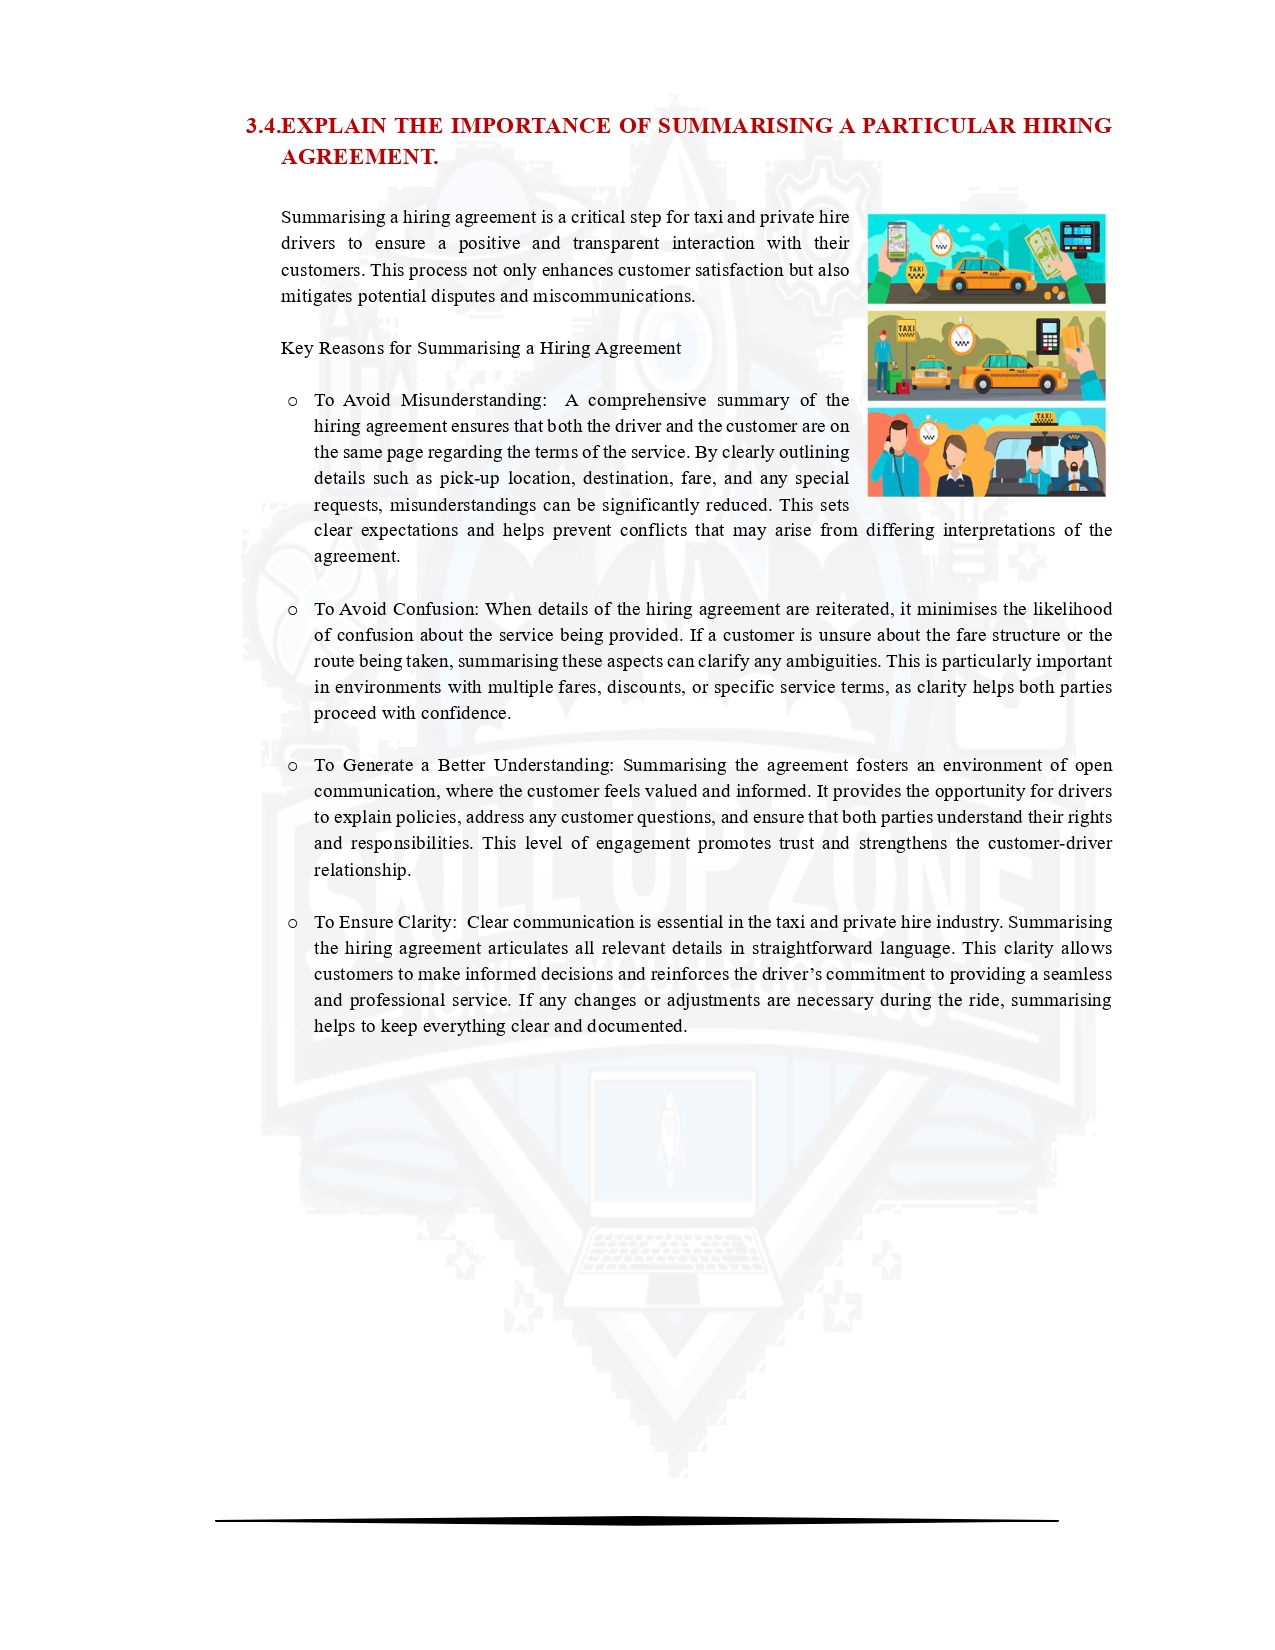 3.4.EXPLAIN THE IMPORTANCE OF SUMMARISING A PARTICULAR HIRING
AGREEMENT.
Summarising a hiring agreement is a critical step for taxi and private hire
drivers to ensure a positive and transparent interaction with their
customers. This process not only enhances customer satisfaction but also
mitigates potential disputes and miscommunications.
TAXI
TAXI
TAXI
TAXI
TAXI
Key Reasons for Summarising a Hiring Agreement
o To Avoid Misunderstanding: A comprehensive summary of the
hiring agreement ensures that both the driver and the customer are on
the same page regarding the terms of the service. By clearly outlining
details such as pick-up location, destination, fare, and any special
requests, misunderstandings can be significantly reduced. This sets
clear expectations and helps prevent conflicts that may arise from differing interpretations of the
agreement.
o To Avoid Confusion: When details of the hiring agreement are reiterated, it minimises the likelihood
of confusion about the service being provided. If a customer is unsure about the fare structure or the
route being taken, summarising these aspects can clarify any ambiguities. This is particularly important
in environments with multiple fares, discounts, or specific service terms, as clarity helps both parties
proceed with confidence.
o To Generate a Better Understanding: Summarising the agreement fosters an environment of open
communication, where the customer feels valued and informed. It provides the opportunity for drivers
to explain policies, address any customer questions, and ensure that both parties understand their rights
and responsibilities. This level of engagement promotes trust and strengthens the customer-driver
relationship.
o To Ensure Clarity: Clear communication is essential in the taxi and private hire industry. Summarising
the hiring agreement articulates all relevant details in straightforward language. This clarity allows
customers to make informed decisions and reinforces the driver’s commitment to providing a seamless
and professional service. If any changes or adjustments are necessary during the ride, summarising
helps to keep everything clear and documented.
SKILL UP ZONE
IGNITE YOUR SUCCESS